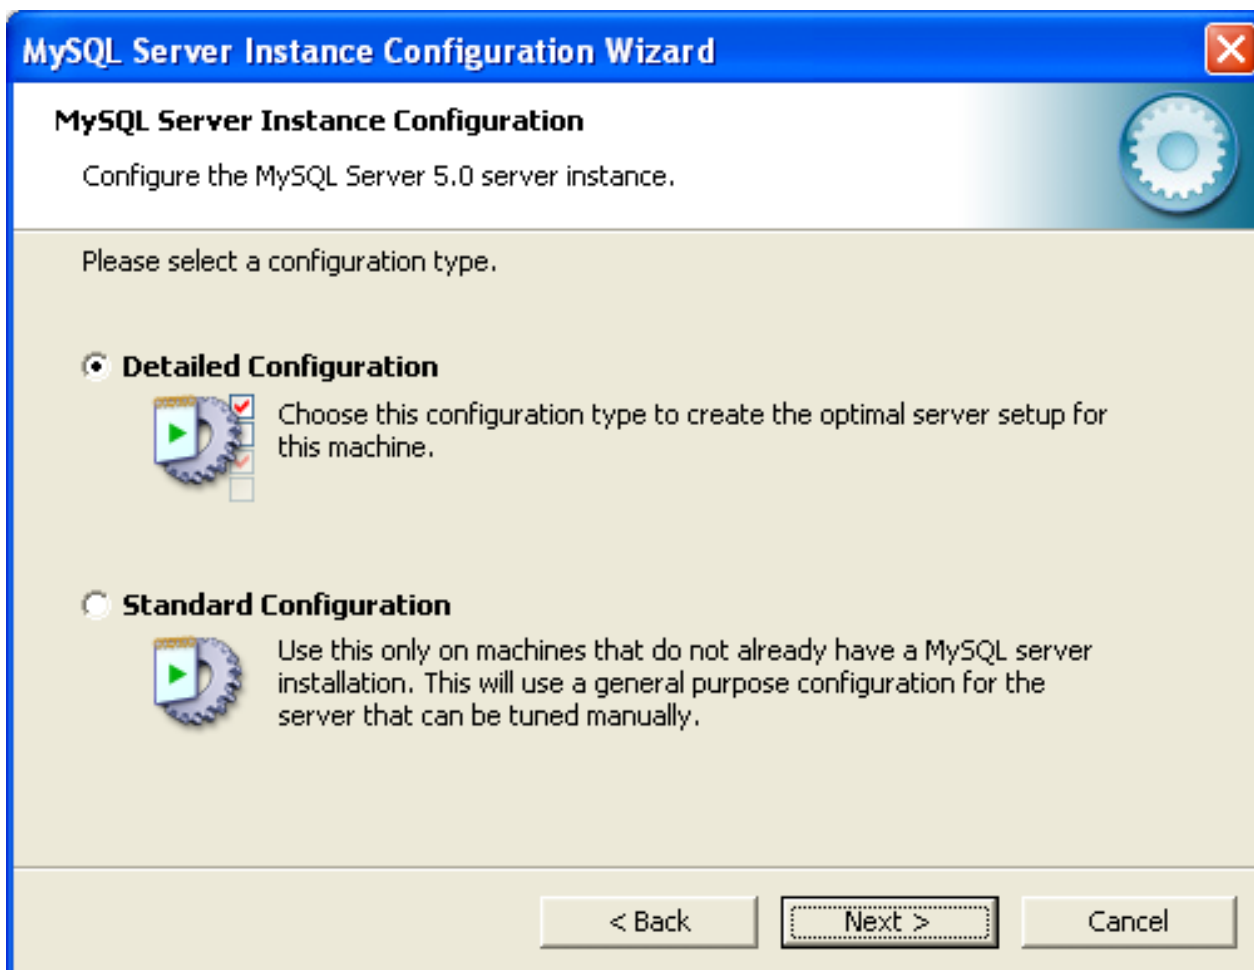 MySQL Server Instance Configuration Wizard
MySQL Server Instance Configuration
Configure the MySQL Server 5.0 server instance.
Please select a configuration type.
Detailed Configuration
Choose this configuration type to create the optimal server setup for
this machine.
Standard Configuration
Use this only on machines that do not already have a MySQL server
installation. This will use a general purpose configuration for the
server that can be tuned manually.
< Back
Next >
Cancel